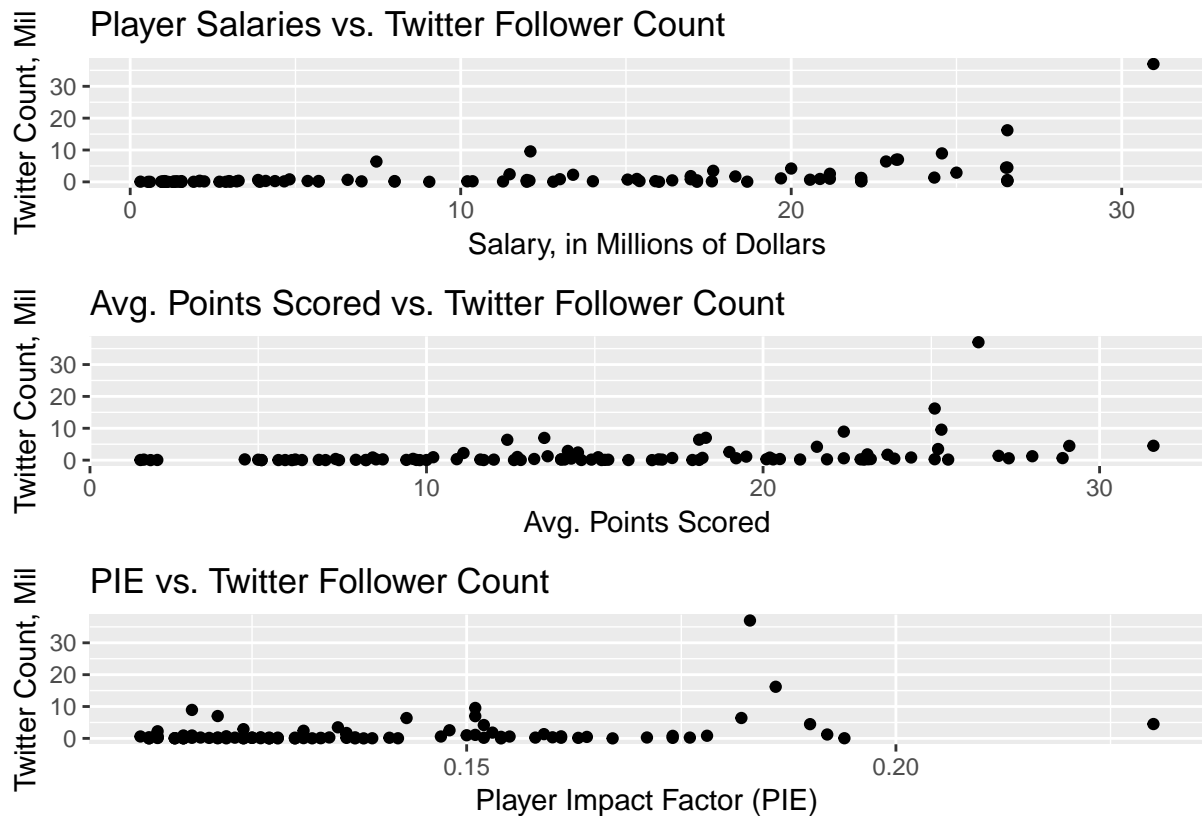 Player Salaries vs. Twitter Follower Count
Twitter Count, Mil
30
20
10
0
0 10 20 30
Salary, in Millions of Dollars
Avg. Points Scored vs. Twitter Follower Count
Twitter Count, Mil
30
20
10
0
0 10 20 30
Avg. Points Scored
PIE vs. Twitter Follower Count
Twitter Count, Mil
30
20
10
0
0.15 0.20
Player Impact Factor (PIE)